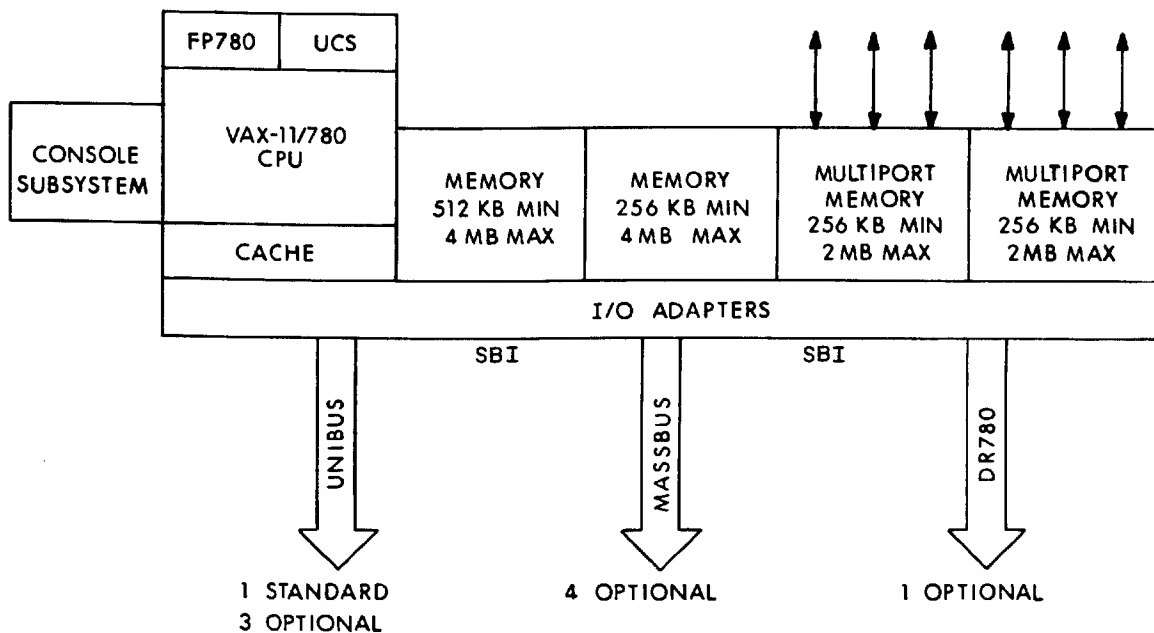 FP780
UCS
VAX-11/780
CPU
CONSOLE
SUBSYSTEM
CACHE
MEMORY
512 KB MIN
4 MB MAX
MEMORY
256 KB MIN
4 MB MAX
MULTIPORT
MEMORY
256 KB MIN
2 MB MAX
MULTIPORT
MEMORY
256 KB MIN
2 MB MAX
I/O ADAPTERS
SBI
SBI
UNIBUS
MASSBUS
DR780
1 STANDARD
3 OPTIONAL
4 OPTIONAL
1 OPTIONAL